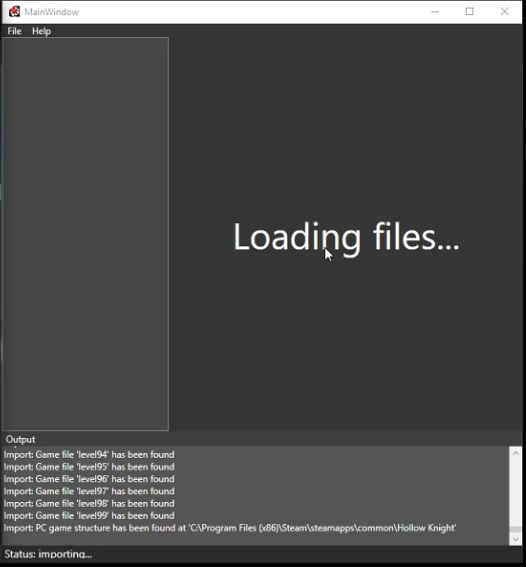 MainWindow
File Help
Loading files...
Output
Import: Game file 'level94' has been found
Import: Game file 'level95' has been found
Import: Game file 'level96' has been found
Import: Game file 'level97' has been found
Import: Game file 'level98' has been found
Import: Game file 'level99' has been found
Import: PC game structure has been found at 'C:\Program Files (x86)\Steam\steamapps\common\Hollow Knight'
Status: importing...